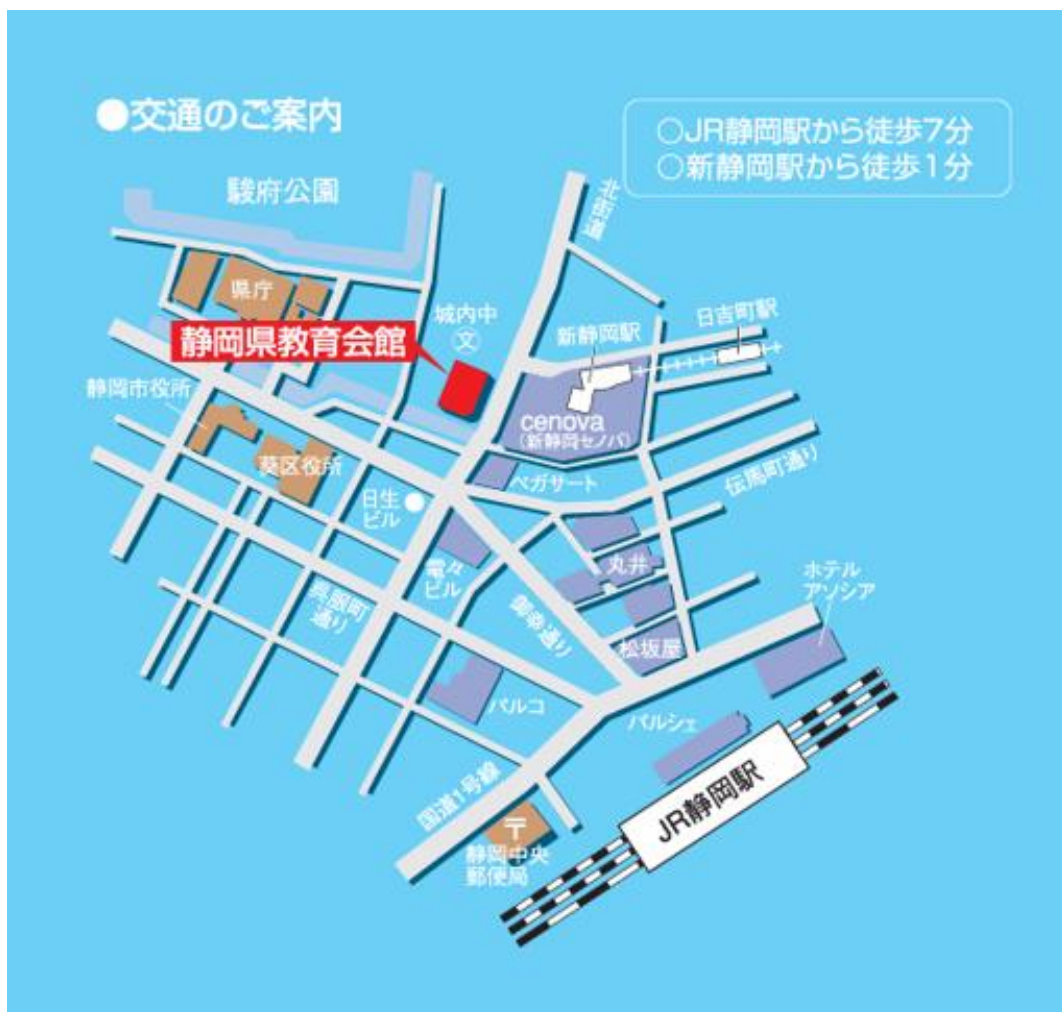 ●交通のご案内
○JR静岡駅から徒歩7分
○新静岡駅から徒歩1分
駿府公園
北街道
県庁
城内中
文
新静岡駅
日吉町駅
静岡県教育会館
静岡市役所
cenova
(新静岡セノバ)
葵区役所
ペガサート
伝馬町通り
日生
ビル
電々
ビル
丸井
ホテル
アソシア
呉服町
通り
御幸通り
松坂屋
パルコ
パルシェ
国道1号線
JR静岡駅
〒
静岡中央
郵便局